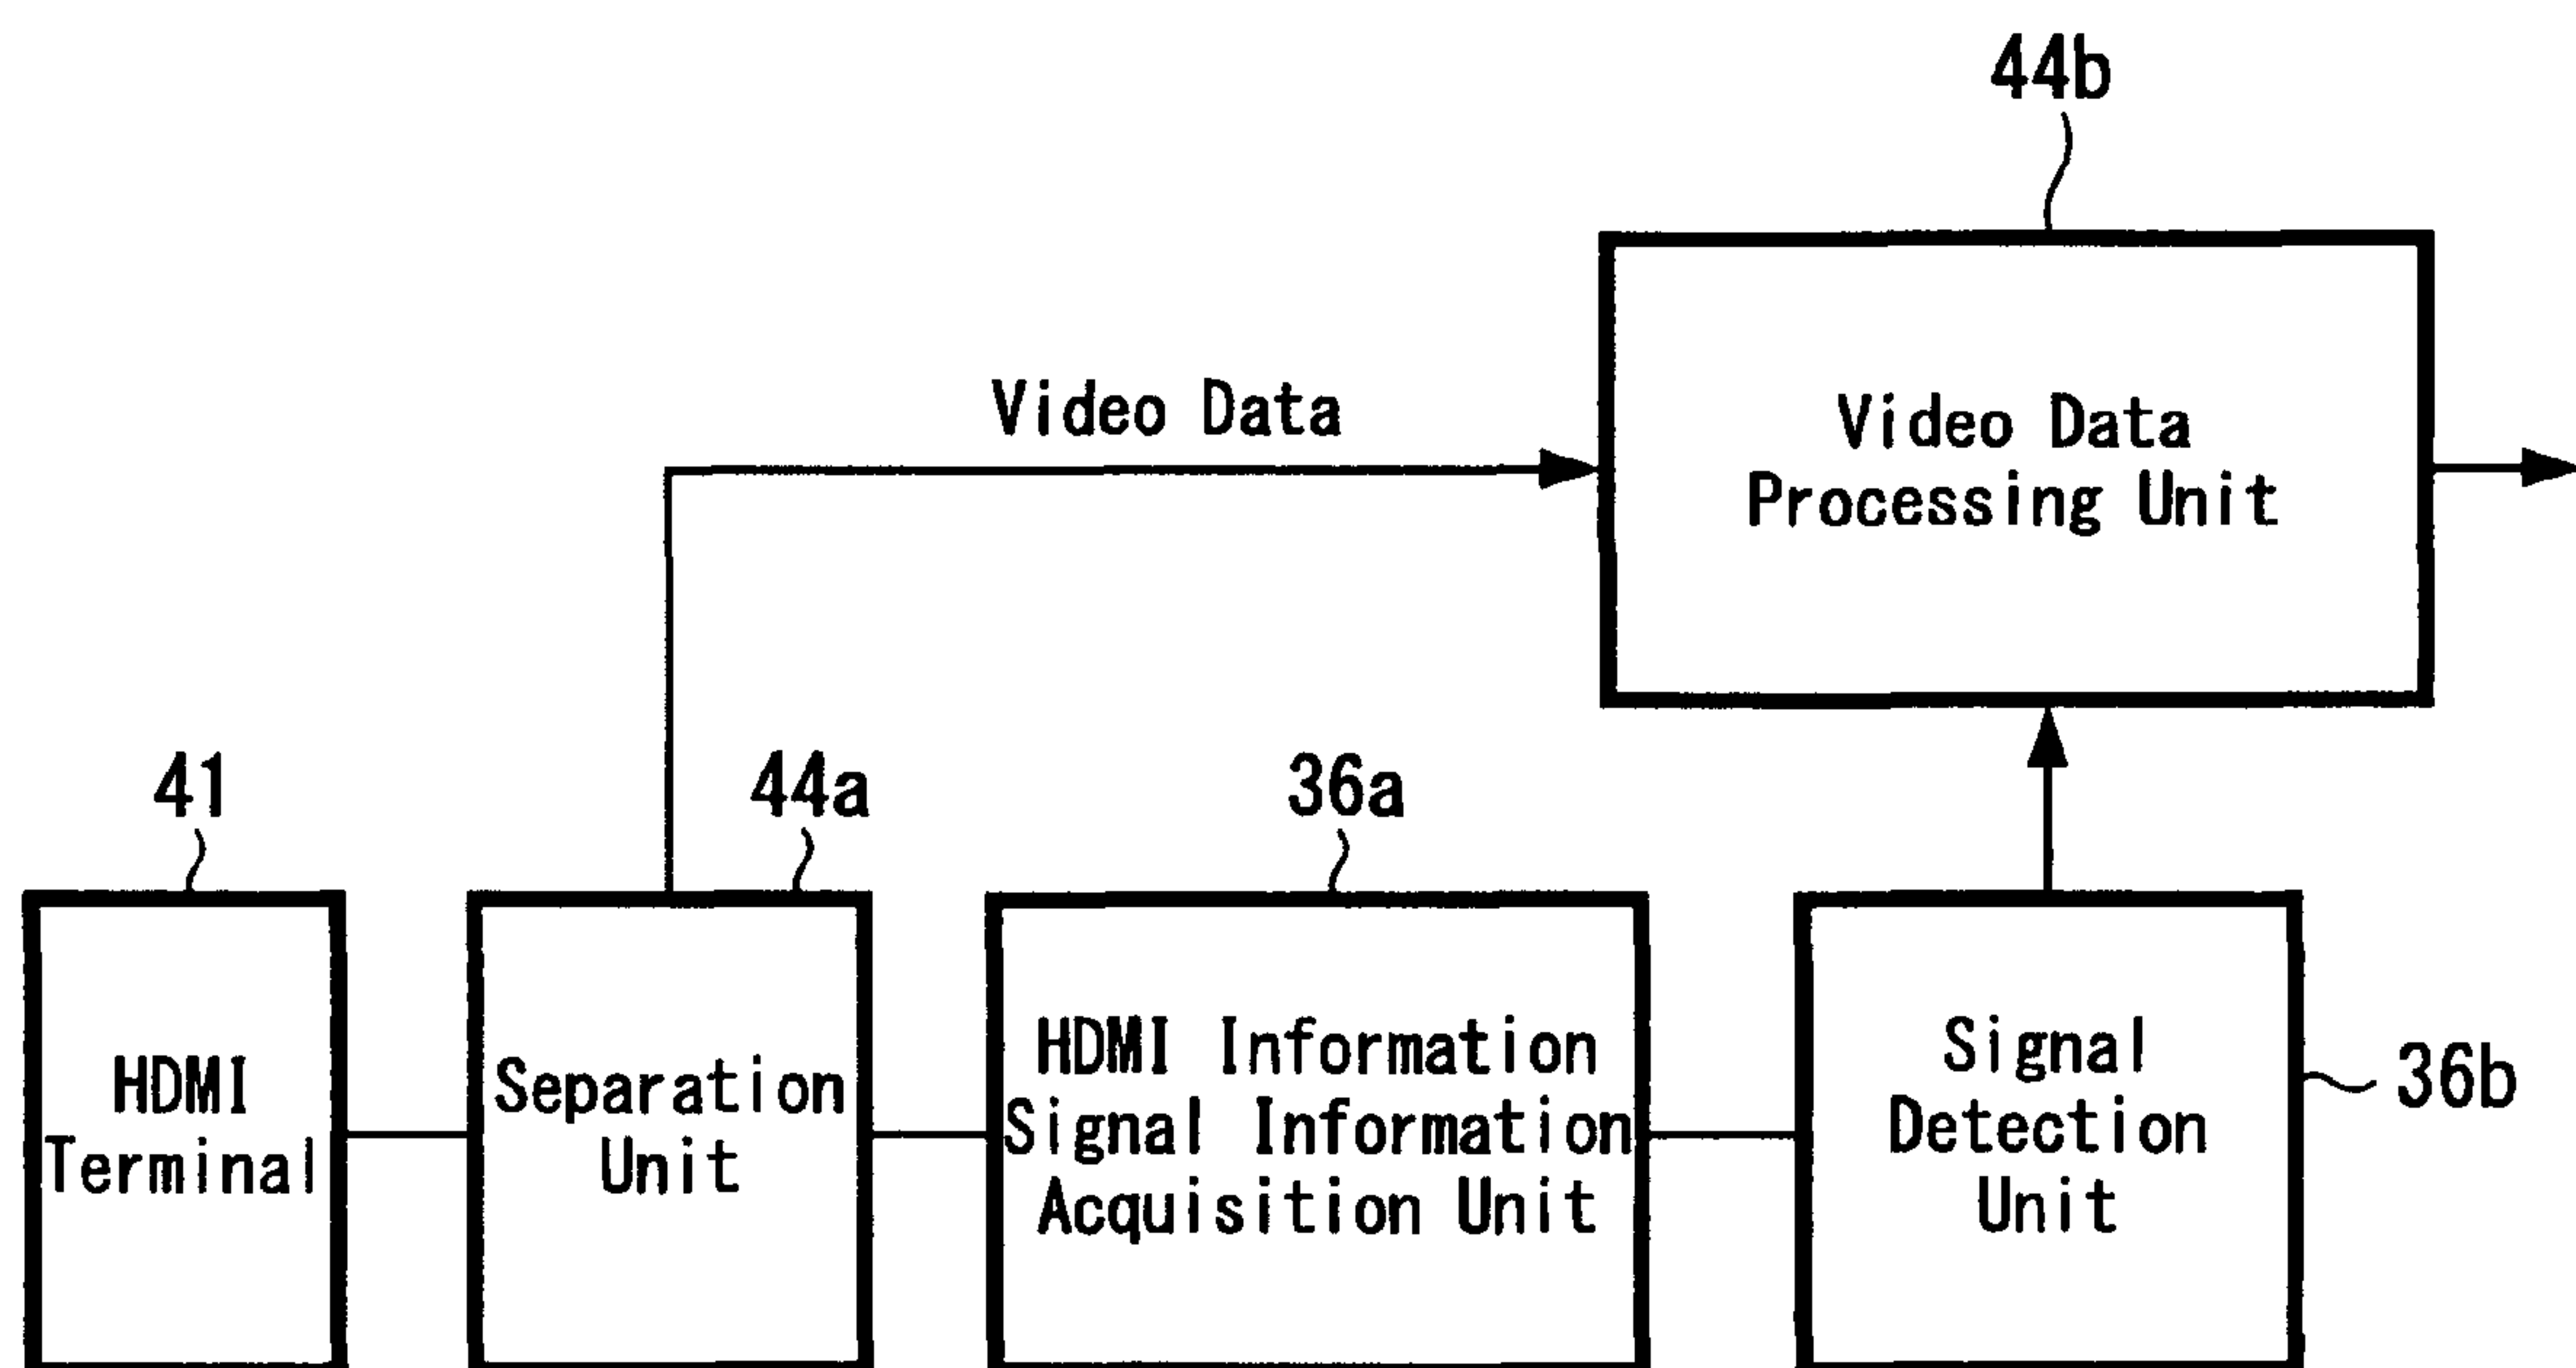 44b
Video Data
Video Data
Processing Unit
41
44a
36a
HDMI
Terminal
Separation
Unit
HDMI Information
Signal Information
Acquisition Unit
Signal
Detection
Unit
36b